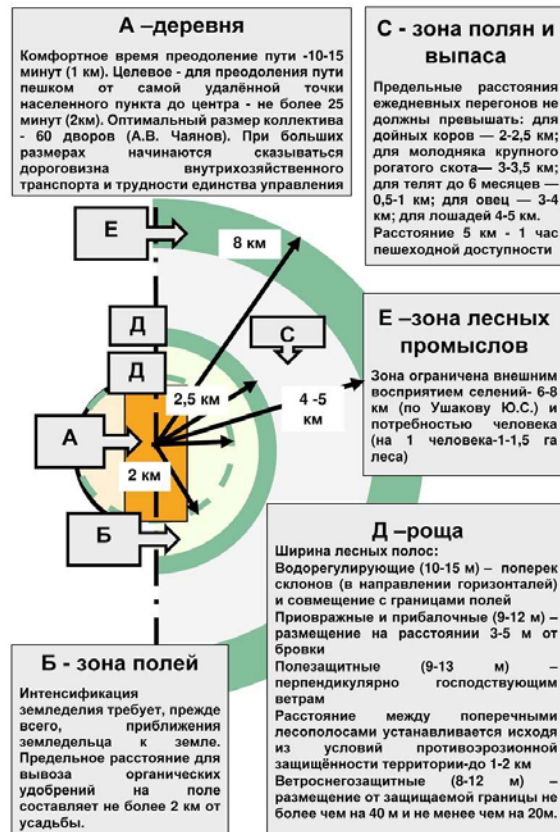 А –деревня
Комфортное время преодоление пути -10-15
минут (1 км). Целевое - для преодоления пути
пешком от самой удалённой точки
населенного пункта до центра - не более 25
минут (2км). Оптимальный размер коллектива
- 60 дворов (А.В. Чаянов). При больших
размерах начинаются сказываться
дороговизна внутрихозяйственного
транспорта и трудности единства управления
С - зона полян и
выпаса
Предельные расстояния
ежедневных перегонов не
должны превышать: для
дойных коров — 2-2,5 км;
для молодняка крупного
рогатого скота— 3-3,5 км;
для телят до 6 месяцев —
0,5-1 км; для овец — 3-4
км; для лошадей 4-5 км.
Расстояние 5 км - 1 час
пешеходной доступности
Е
8 км
Д
С
Д
2,5 км
4 -5
км
А
2 км
Б
Е –зона лесных
промыслов
Зона ограничена внешним
восприятием селений- 6-8
км (по Ушакову Ю.С.) и
потребностью человека
(на 1 человека-1-1,5 га
леса)
Д –роща
Ширина лесных полос:
Водорегулирующие (10-15 м) – поперек
склонов (в направлении горизонталей)
и совмещение с границами полей
Приовражные и прибалочные (9-12 м) –
размещение на расстоянии 3-5 м от
бровки
Полезащитные (9-13 м) –
перпендикулярно господствующим
ветрам
Расстояние между поперечными
лесополосами устанавливается исходя
из условий противоэрозионной
защищённости территории-до 1-2 км
Ветроснегозащитные (8-12 м) –
размещение от защищаемой границы не
более чем на 40 м и не менее чем на 20м.
Б - зона полей
Интенсификация
земледелия требует, прежде
всего, приближения
земледельца к земле.
Предельное расстояние для
вывоза органических
удобрений на поле
составляет не более 2 км от
усадьбы.